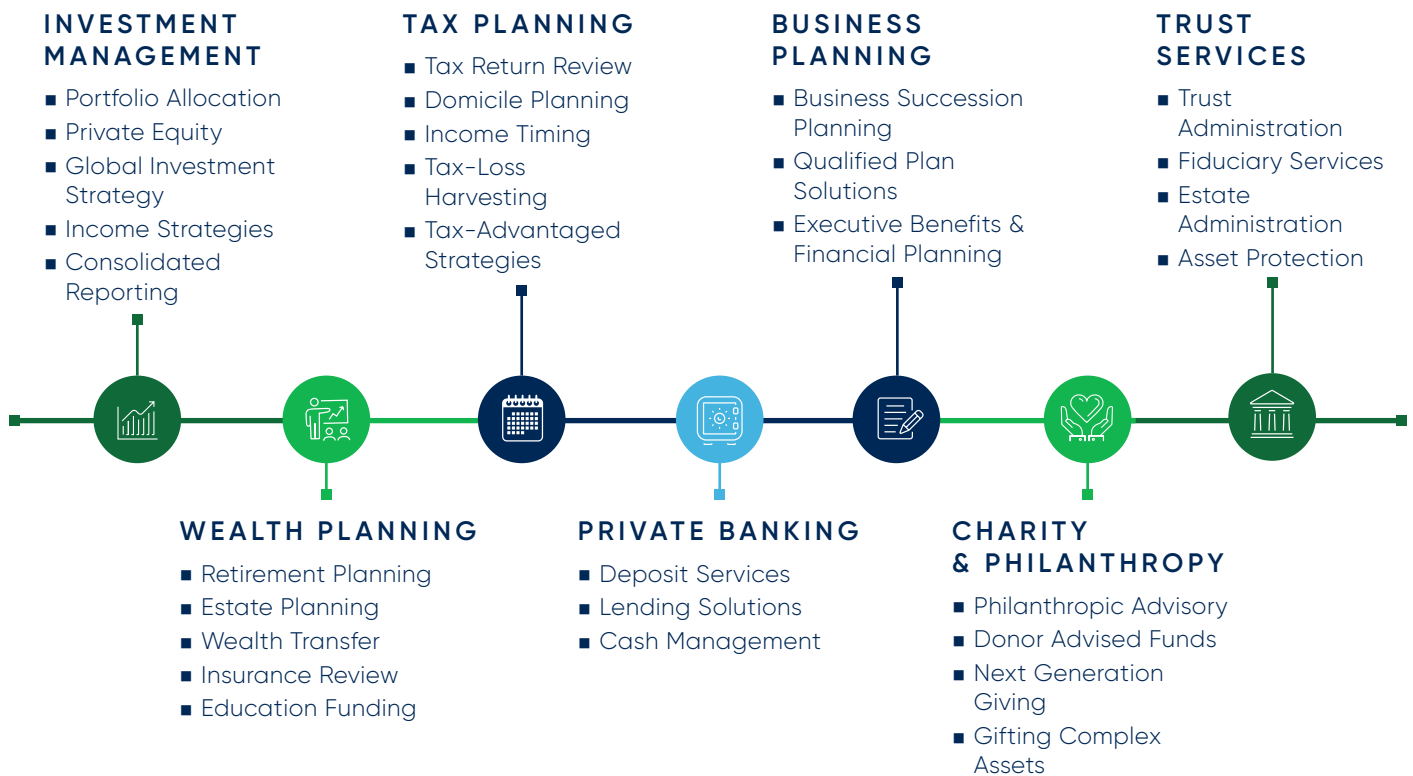 INVESTMENT
MANAGEMENT
■ Portfolio Allocation
■ Private Equity
■ Global Investment
Strategy
■ Income Strategies
■ Consolidated
Reporting
TAX PLANNING
■ Tax Return Review
■ Domicile Planning
■ Income Timing
■ Tax-Loss
Harvesting
■ Tax-Advantaged
Strategies
BUSINESS
PLANNING
■ Business Succession
Planning
■ Qualified Plan
Solutions
■ Executive Benefits &
Financial Planning
TRUST
SERVICES
■ Trust
Administration
■ Fiduciary Services
■ Estate
Administration
■ Asset Protection
WEALTH PLANNING
■ Retirement Planning
■ Estate Planning
■ Wealth Transfer
■ Insurance Review
■ Education Funding
PRIVATE BANKING
■ Deposit Services
■ Lending Solutions
■ Cash Management
CHARITY
& PHILANTHROPY
■ Philanthropic Advisory
■ Donor Advised Funds
■ Next Generation
Giving
■ Gifting Complex
Assets